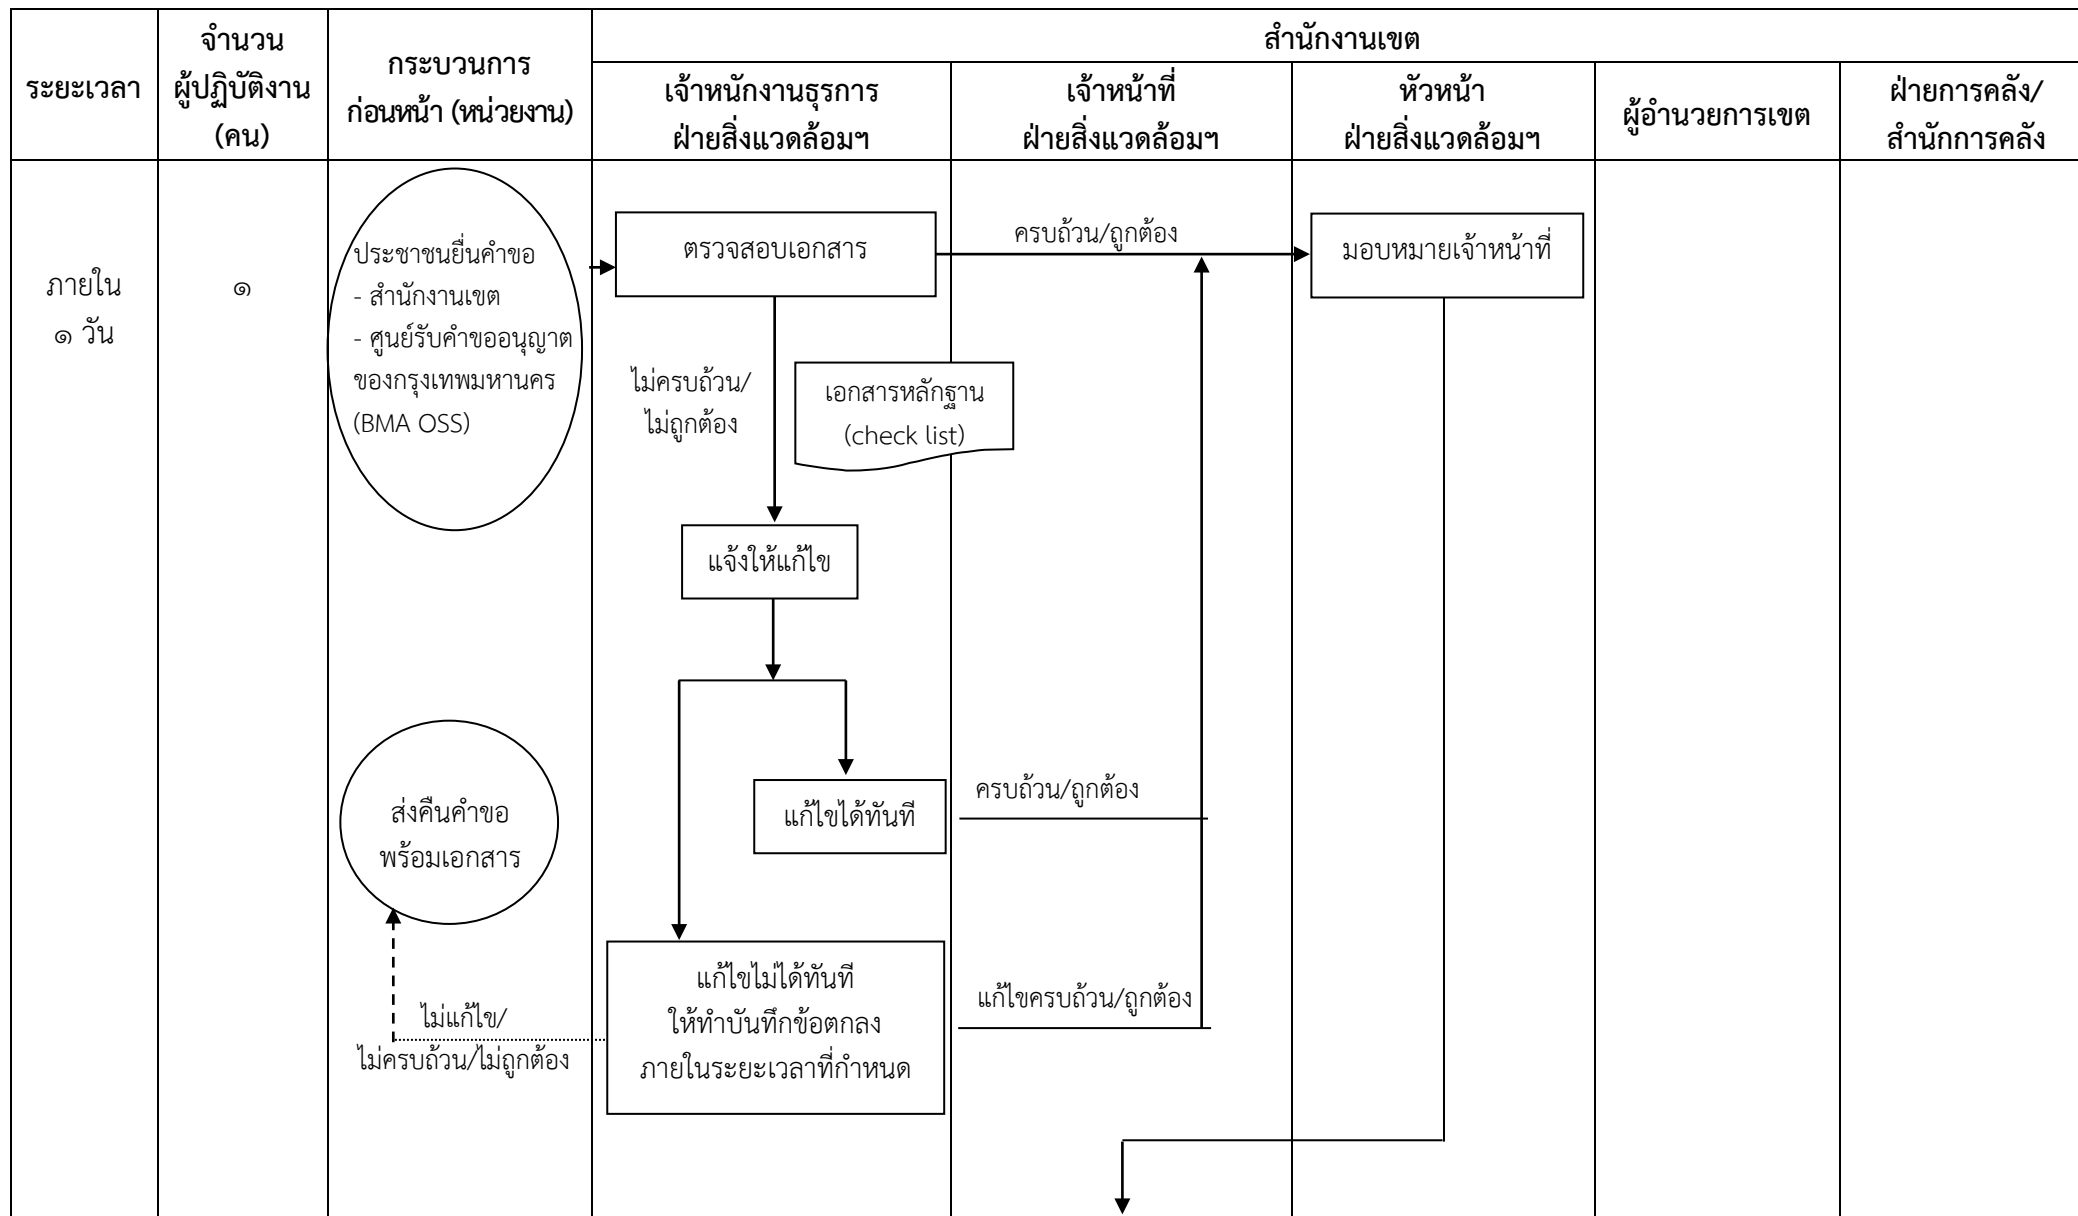 ระยะเวลา
จำนวน
ผู้ปฏิบัติงาน
(คน)
กระบวนการ
ก่อนหน้า (หน่วยงาน)
สำนักงานเขต
เจ้าหนักงานธุรการ
ฝ่ายสิ่งแวดล้อมฯ
เจ้าหน้าที่
ฝ่ายสิ่งแวดล้อมฯ
หัวหน้า
ฝ่ายสิ่งแวดล้อมฯ
ผู้อำนวยการเขต
ฝ่ายการคลัง/
สำนักการคลัง
ภายใน
๑ วัน
๑
ประชาชนยื่นคำขอ
- สำนักงานเขต
- ศูนย์รับคำขออนุญาต
ของกรุงเทพมหานคร
(BMA OSS)
ตรวจสอบเอกสาร
ครบถ้วน/ถูกต้อง
มอบหมายเจ้าหน้าที่
ไม่ครบถ้วน/
ไม่ถูกต้อง
เอกสารหลักฐาน
(check list)
แจ้งให้แก้ไข
ส่งคืนคำขอ
พร้อมเอกสาร
แก้ไขได้ทันที
ครบถ้วน/ถูกต้อง
ไม่แก้ไข/
ไม่ครบถ้วน/ไม่ถูกต้อง
แก้ไขไม่ได้ทันที
ให้ทำบันทึกข้อตกลง
ภายในระยะเวลาที่กำหนด
แก้ไขครบถ้วน/ถูกต้อง